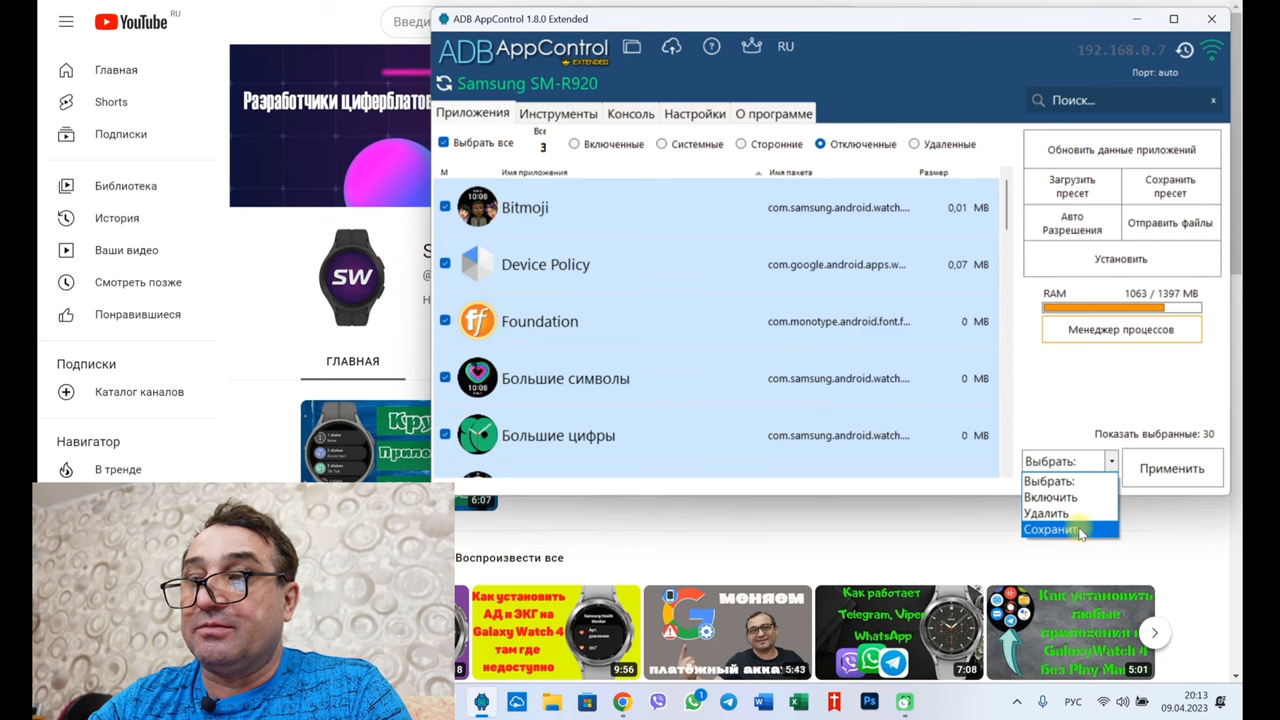 YouTube RU
Введи
Главная
Shorts
Подписки
Библиотека
История
Ваши видео
Смотреть позже
Понравившиеся
Подписки
Каталог каналов
Навигатор
В тренде
Разработчики циферблатов
SW
ГЛАВНАЯ
6:07
ADB AppControl 1.8.0 Extended
ADB AppControl
EXTENDED
RU
192.168.0.7
Порт: auto
Samsung SM-R920
Поиск...
x
Приложения
Инструменты
Консоль
Настройки
О программе
Выбрать все
Все
3
Включенные
Системные
Сторонние
Отключенные
Удаленные
М
Имя приложения
Имя пакета
Размер
Bitmoji
com.samsung.android.watch....
0,01 MB
Device Policy
com.google.android.apps.w...
0,07 MB
Foundation
com.monotype.android.font.f...
0 MB
Большие символы
com.samsung.android.watch....
0 MB
Большие цифры
com.samsung.android.watch....
0 MB
Обновить данные приложений
Загрузить
пресет
Сохранить
пресет
Авто
Разрешения
Отправить файлы
Установить
RAM
1063 / 1397 MB
Менеджер процессов
Показать выбранные: 30
Выбрать:
Применить
Выбрать:
Включить
Удалить
Сохранить
Воспроизвести все
Как установить
АД и ЭКГ на
Galaxy Watch 4
там где
недоступно
Samsung Health
Monitor
9:56
МЕНЯЕМ
платёжный аккаунт
5:43
Как работает
Telegram, Viper
WhatsApp
7:08
Как установить
любые
приложения на
GalaxyWatch 4
без Play Ma
5:01
1
РУС
20:13
09.04.2023